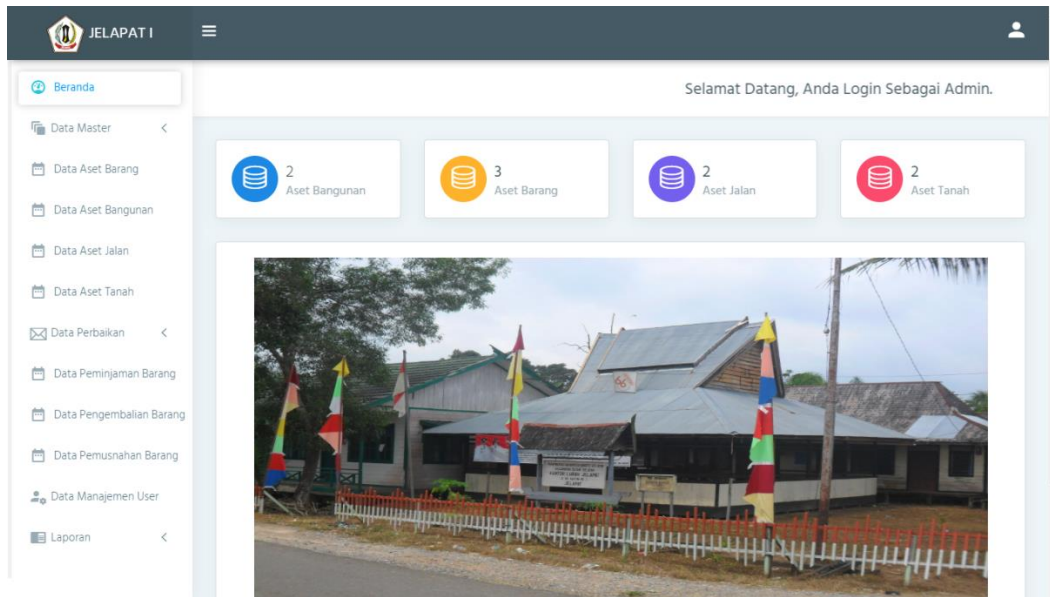 JELAPAT I
Selamat Datang, Anda Login Sebagai Admin.
Beranda
Data Master
Data Aset Barang
Data Aset Bangunan
Data Aset Jalan
Data Aset Tanah
Data Perbaikan
Data Peminjaman Barang
Data Pengembalian Barang
Data Pemusnahan Barang
Data Manajemen User
Laporan
2
Aset Bangunan
3
Aset Barang
2
Aset Jalan
2
Aset Tanah